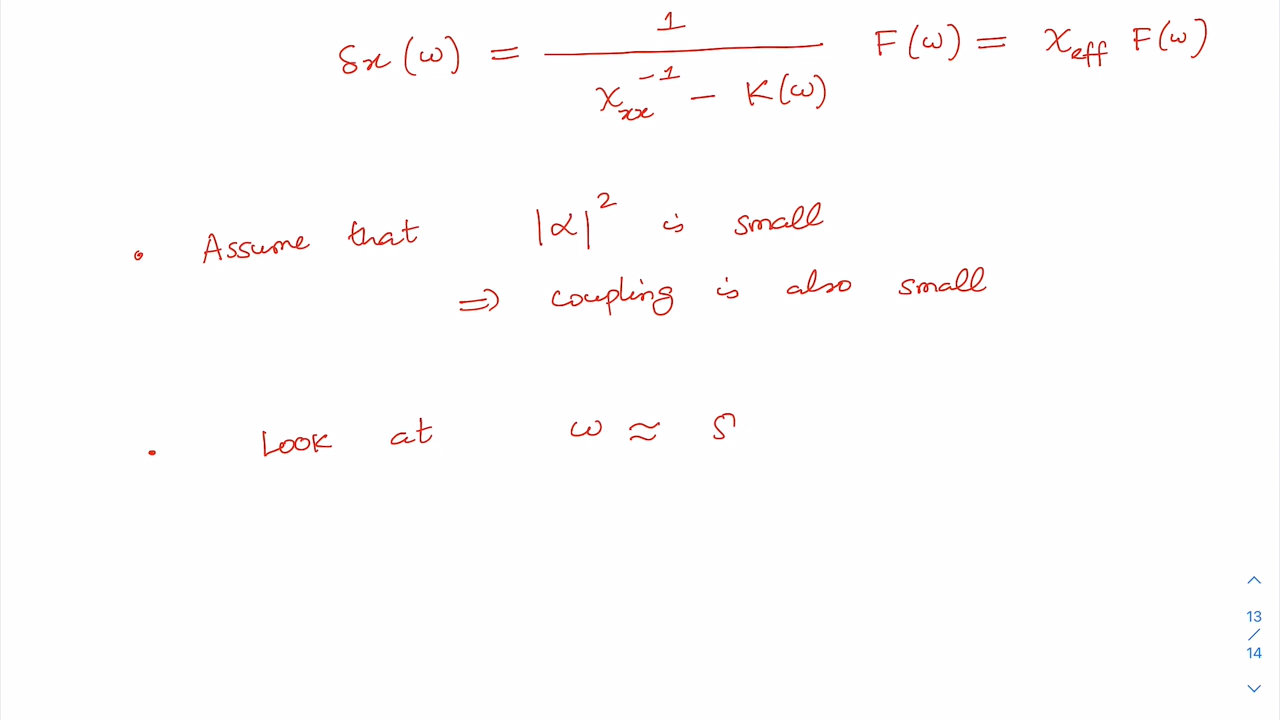 δx(ω) = 1 / (χ_xx^-1 - K(ω)) F(ω) = χ_eff F(ω)
• Assume that |α|^2 is small
⇒ coupling is also small
• Look at ω ≈
13
/
14